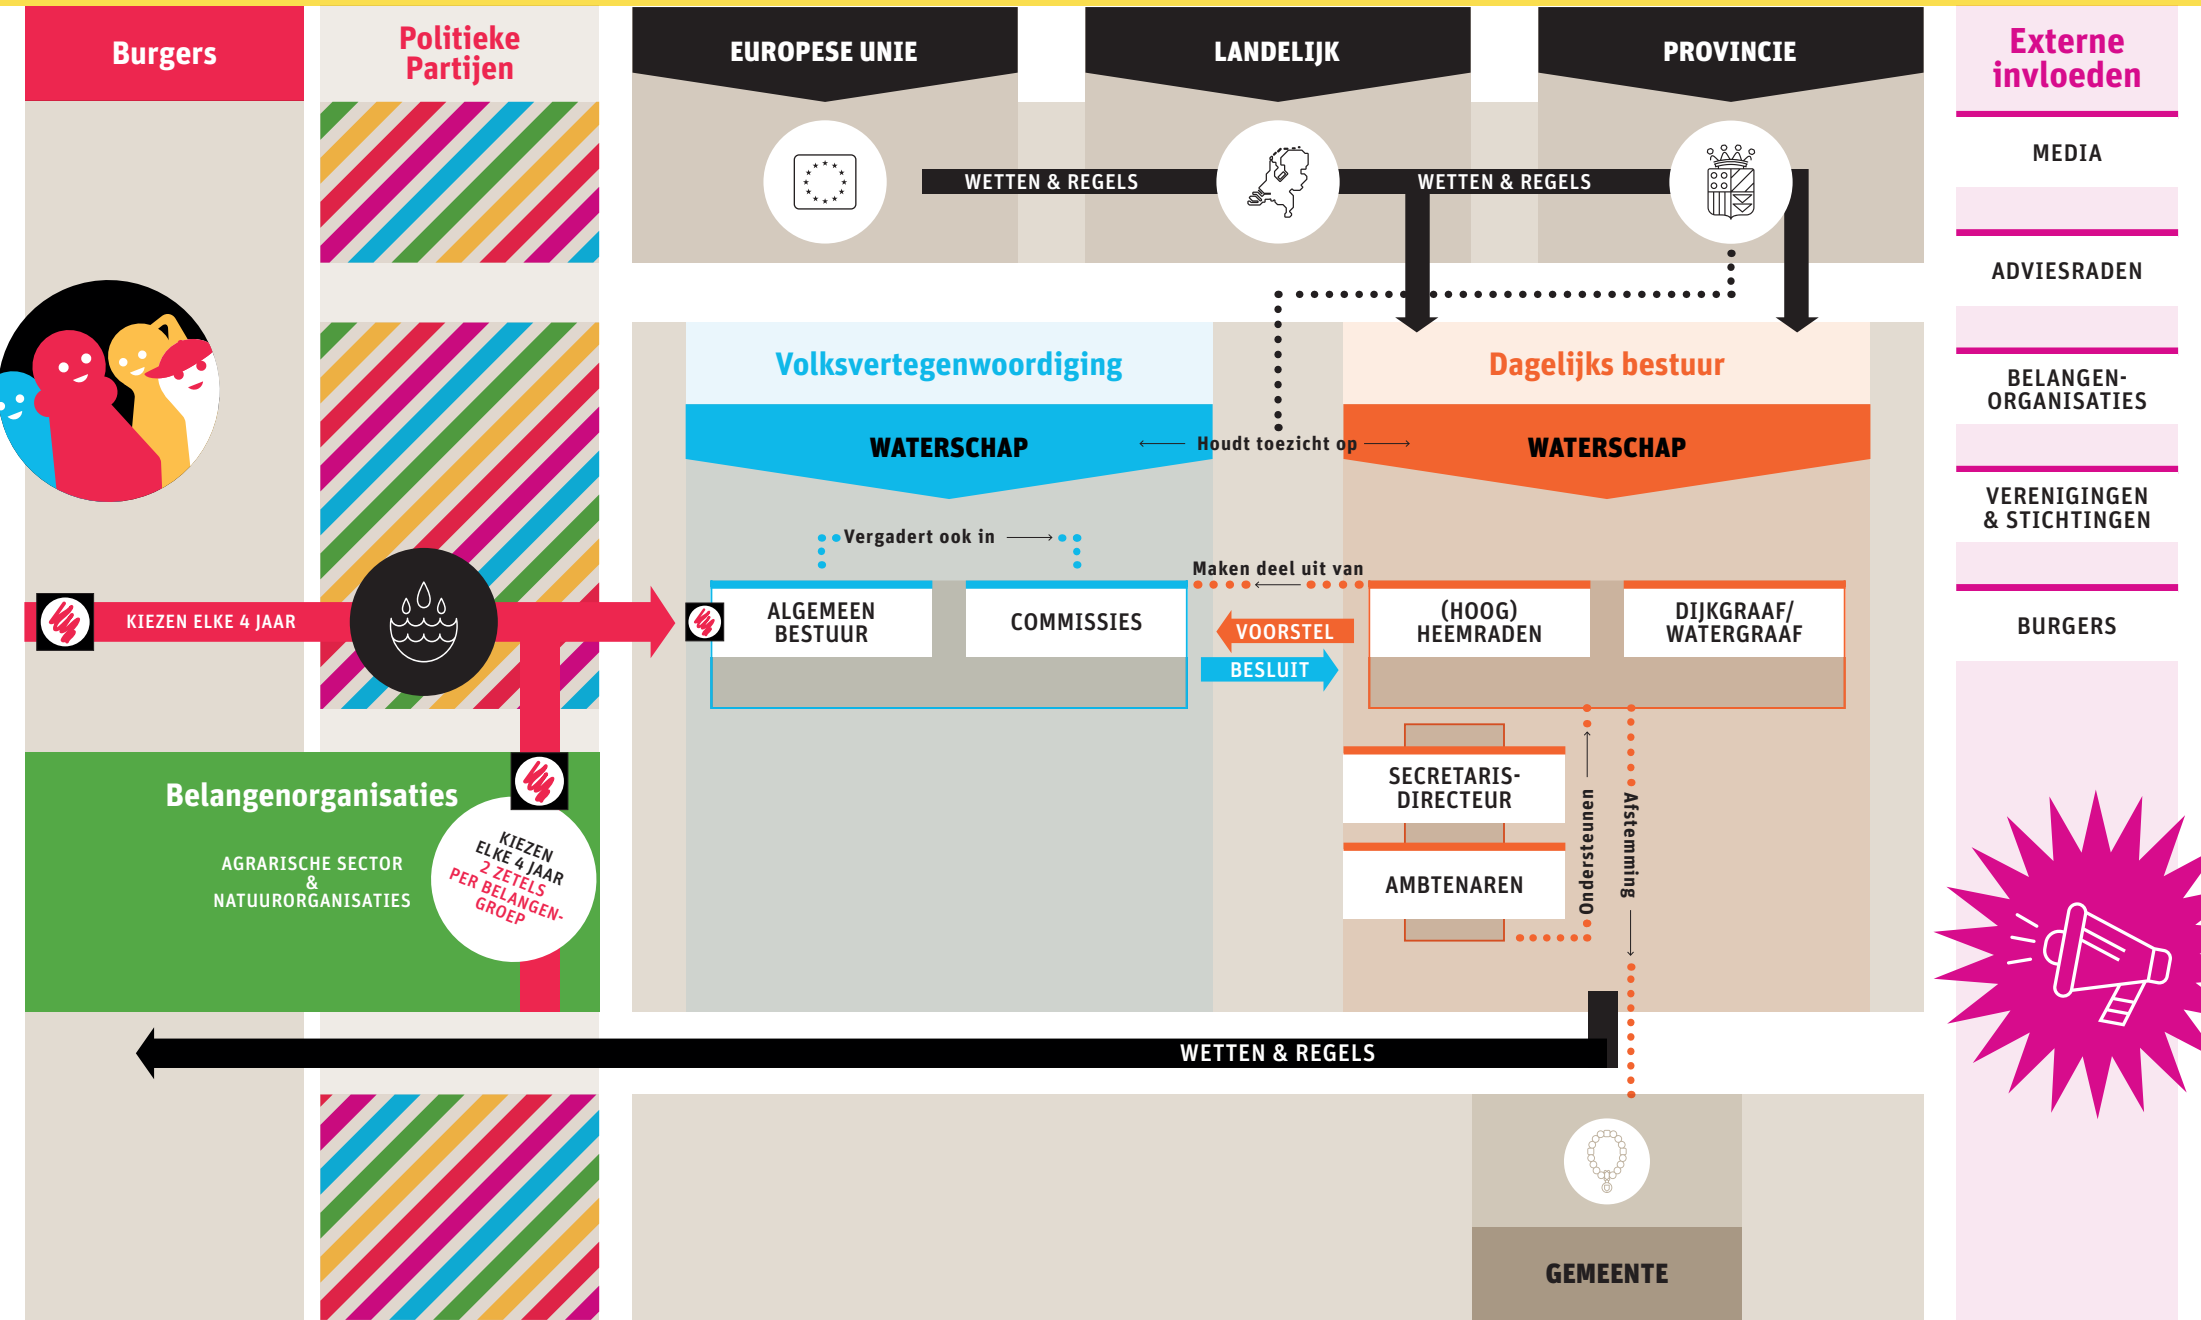 Burgers
Politieke
Partijen
EUROPESE UNIE
LANDELIJK
PROVINCIE
Externe
invloeden
WETTEN & REGELS
WETTEN & REGELS
MEDIA
ADVIESRADEN
BELANGEN-
ORGANISATIES
VERENIGINGEN
& STICHTINGEN
BURGERS
Volksvertegenwoordiging
Dagelijks bestuur
WATERSCHAP
Houdt toezicht op
WATERSCHAP
Vergadert ook in
Maken deel uit van
KIEZEN ELKE 4 JAAR
ALGEMEEN
BESTUUR
COMMISSIES
VOORSTEL
BESLUIT
(HOOG)
HEEMRADEN
DIJKGRAAF/
WATERGRAAF
SECRETARIS-
DIRECTEUR
AMBTENAREN
Ondersteunen
Afstemming
Belangenorganisaties
AGRARISCHE SECTOR
&
NATUURORGANISATIES
KIEZEN
ELKE 4 JAAR
2 ZETELS
PER BELANGEN-
GROEP
WETTEN & REGELS
GEMEENTE